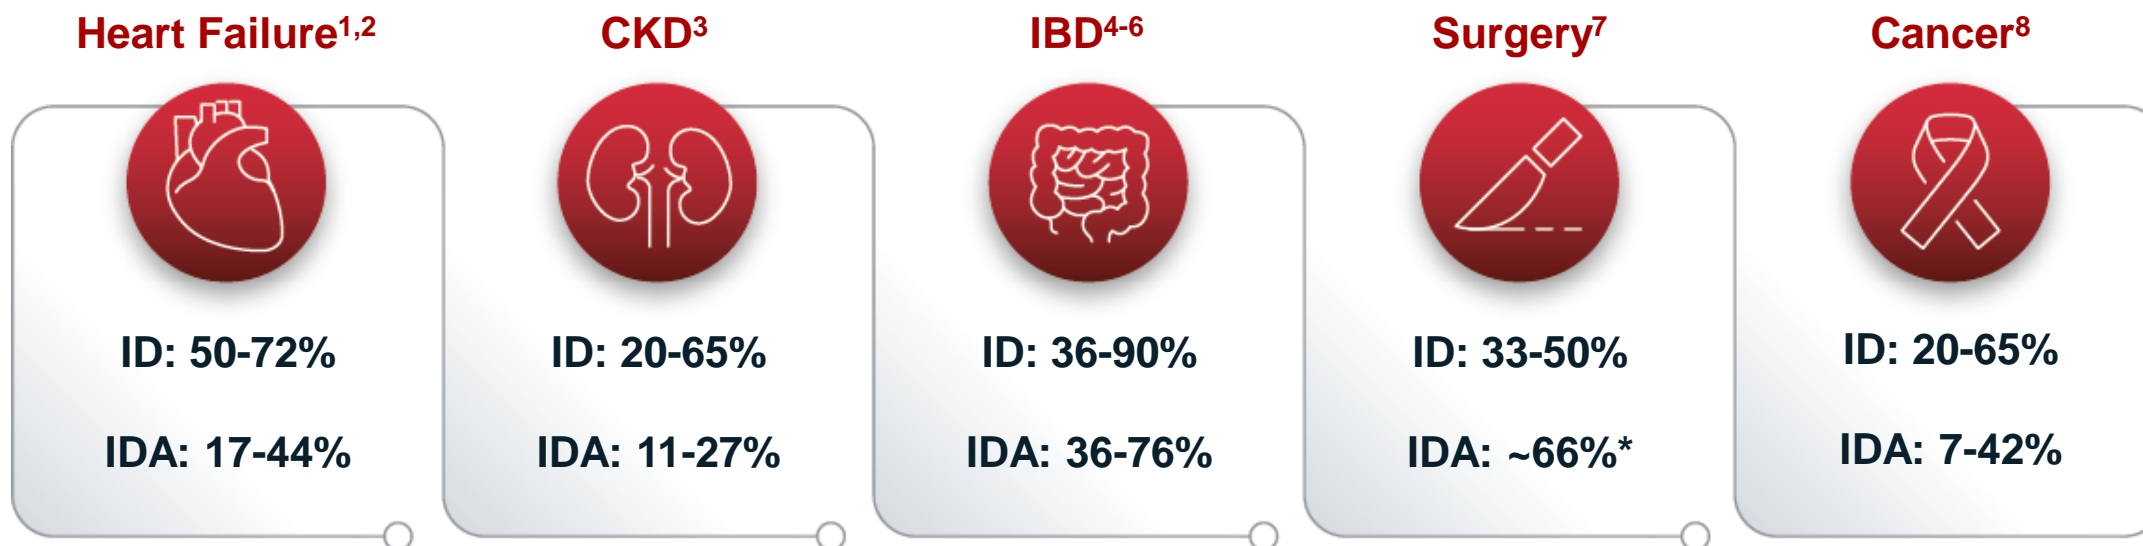 Heart Failure1,2
ID: 50-72%
IDA: 17-44%
CKD3
ID: 20-65%
IDA: 11-27%
IBD4-6
ID: 36-90%
IDA: 36-76%
Surgery7
ID: 33-50%
IDA: ~66%*
Cancer8
ID: 20-65%
IDA: 7-42%